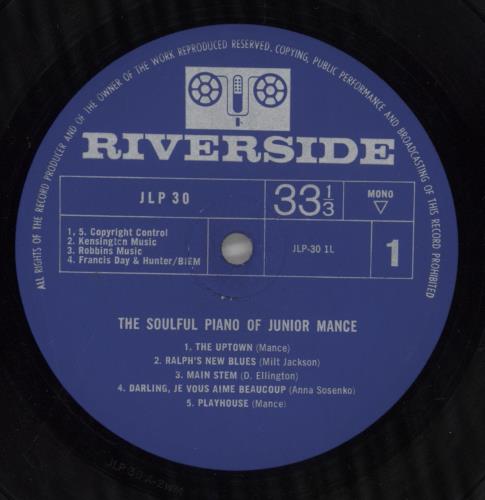 ALL RIGHTS OF THE RECORD PRODUCER AND OF THE OWNER OF THE WORK REPRODUCED RESERVED. COPYING, PUBLIC PERFORMANCE AND BROADCASTING OF THIS RECORD PROHIBITED
RIVERSIDE
JLP 30
33 1/3
MONO
1, 5. Copyright Control
2. Kensington Music
3. Robbins Music
4. Francis Day & Hunter/BIEM
JLP-30 1L
1
THE SOULFUL PIANO OF JUNIOR MANCE
1. THE UPTOWN (Mance)
2. RALPH'S NEW BLUES (Milt Jackson)
3. MAIN STEM (D. Ellington)
4. DARLING, JE VOUS AIME BEAUCOUP (Anna Sosenko)
5. PLAYHOUSE (Mance)